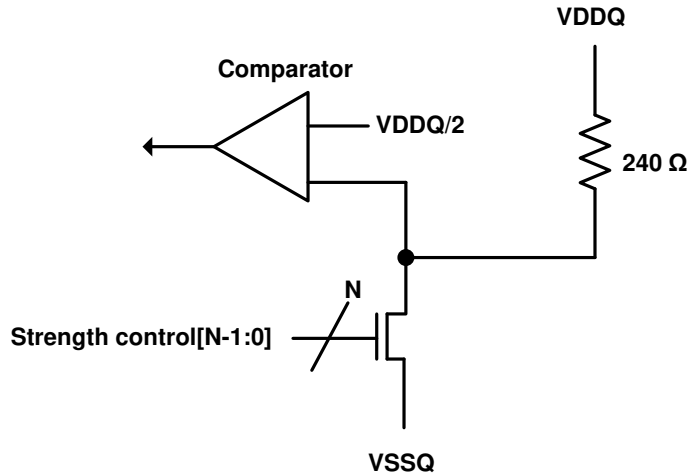 VDDQ
Comparator
VDDQ/2
240 Ω
N
Strength control[N-1:0]
VSSQ